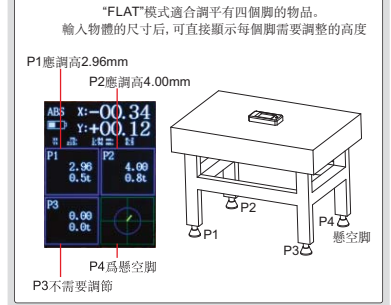 “FLAT”模式適合調平有四個脚的物品。
輸入物體的尺寸后,可直接顯示每個脚需要調整的高度
P1應調高2.96mm
P2應調高4.00mm
ABS X:-00.34
Y:+00.12
P1
2.96
0.5t
P2
4.00
0.8t
P3
0.00
0.0t
P1
P2
P3
P4
懸空脚
P4爲懸空脚
P3不需要調節